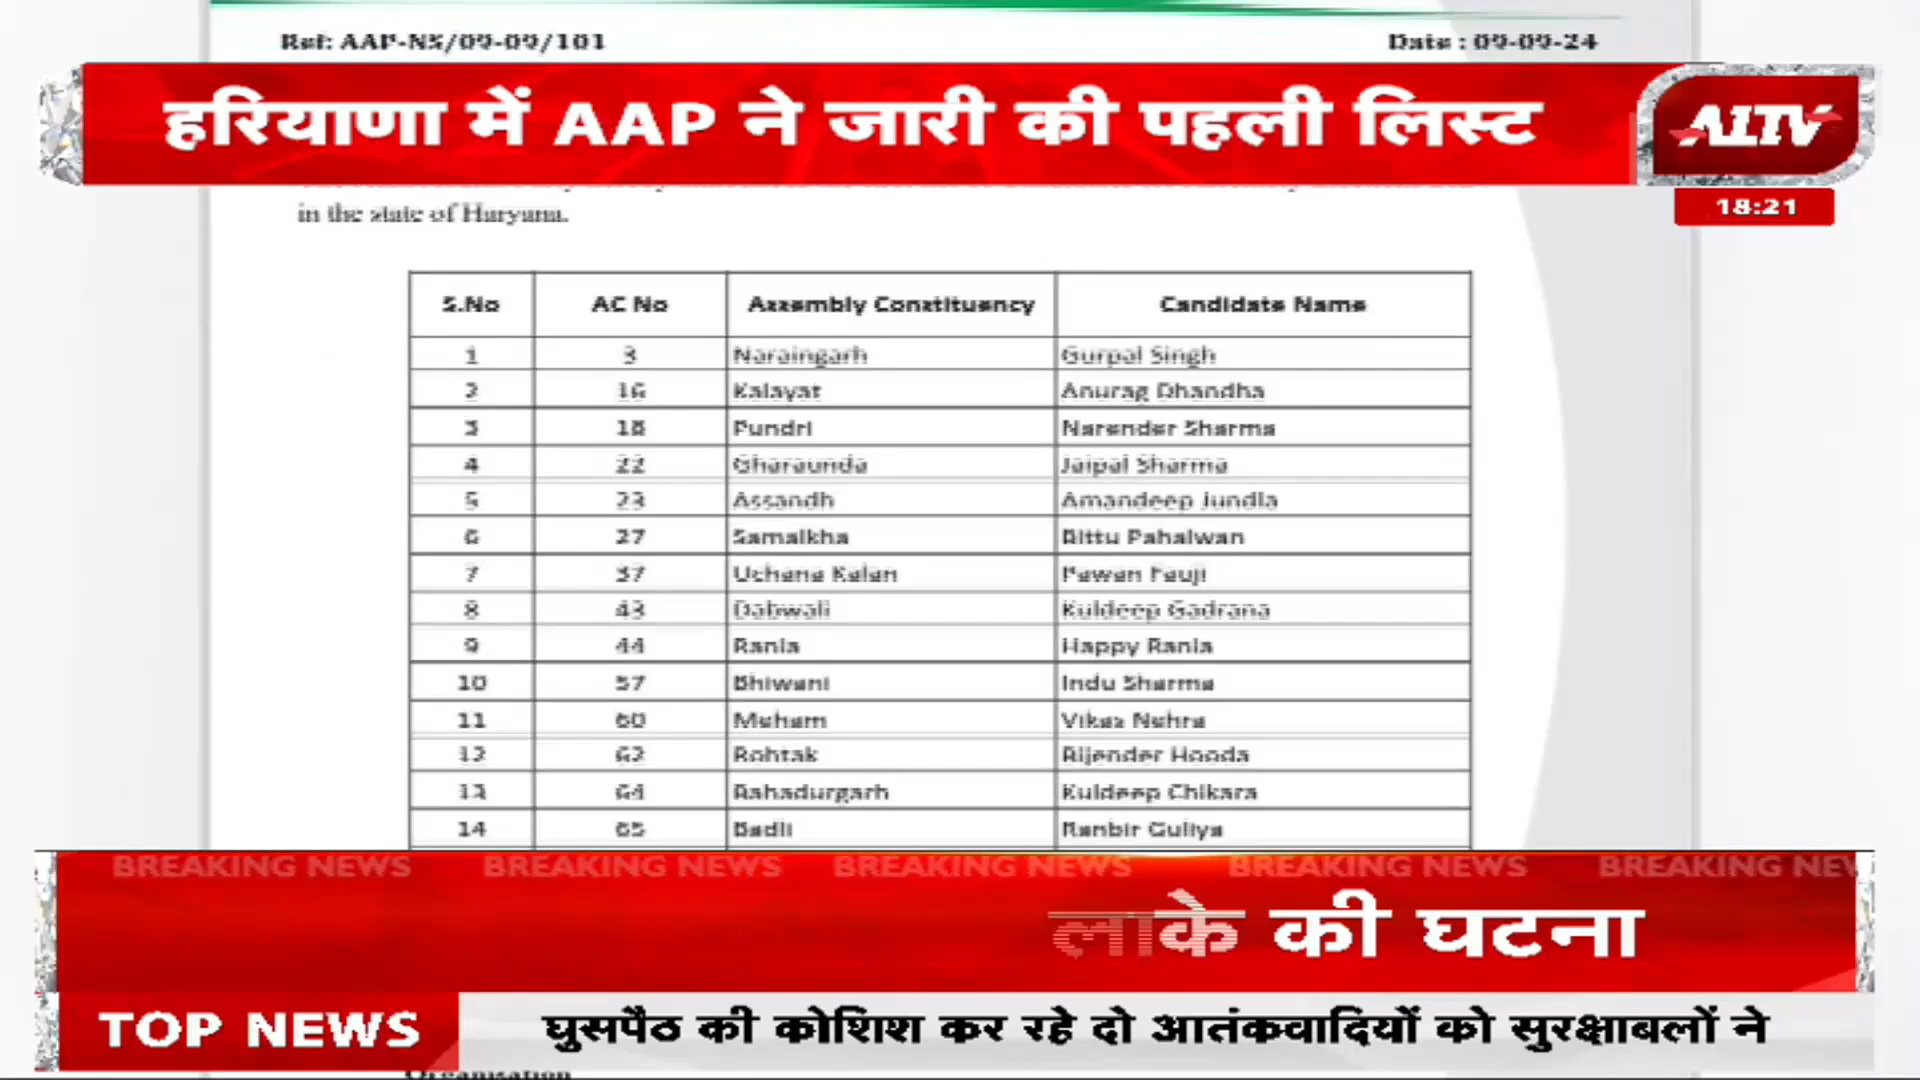 Ref: AAP-NS/09-09/101
Date : 09-09-24
हरियाणा में AAP ने जारी की पहली लिस्ट
ALTV
18:21
in the state of Haryana.
S.No AC No Assembly Constituency Candidate Name
1 3 Naraingarh Gurpal Singh
2 16 Kalayat Anurag Dhandha
3 18 Pundri Narender Sharma
4 22 Gharaunda Jaipal Sharma
5 23 Assandh Amandeep Jundla
6 27 Samalkha Bittu Pahalwan
7 37 Uchana Kalan Pawan Fauji
8 43 Dabwali Kuldeep Gadrana
9 44 Rania Happy Rania
10 57 Bhiwani Indu Sharma
11 60 Meham Vikas Nehra
12 62 Rohtak Bijender Hooda
13 64 Bahadurgarh Kuldeep Chikara
14 65 Badli Ranbir Guliya
BREAKING NEWS BREAKING NEWS BREAKING NEWS BREAKING NEWS BREAKING NEW
लाके की घटना
TOP NEWS घुसपैठ की कोशिश कर रहे दो आतंकवादियों को सुरक्षाबलों ने
Organisation